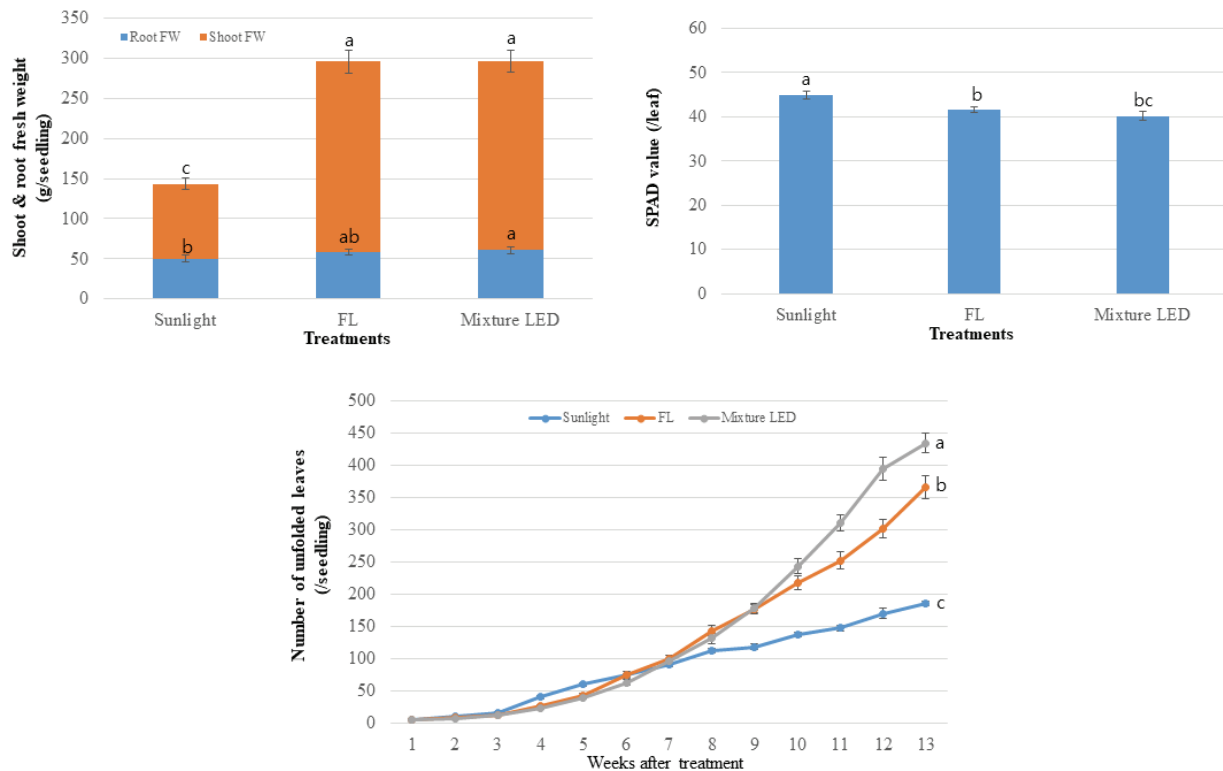 Shoot & root fresh weight
(g/seedling)
350
300
250
200
150
100
50
0
Root FW Shoot FW
c
a
a
b
ab
a
Sunlight FL Mixture LED
Treatments
SPAD value (/leaf)
60
50
40
30
20
10
0
a
b
bc
Sunlight FL Mixture LED
Treatments
Number of unfolded leaves
(/seedling)
500
450
400
350
300
250
200
150
100
50
0
Sunlight FL Mixture LED
a
b
c
1 2 3 4 5 6 7 8 9 10 11 12 13
Weeks after treatment